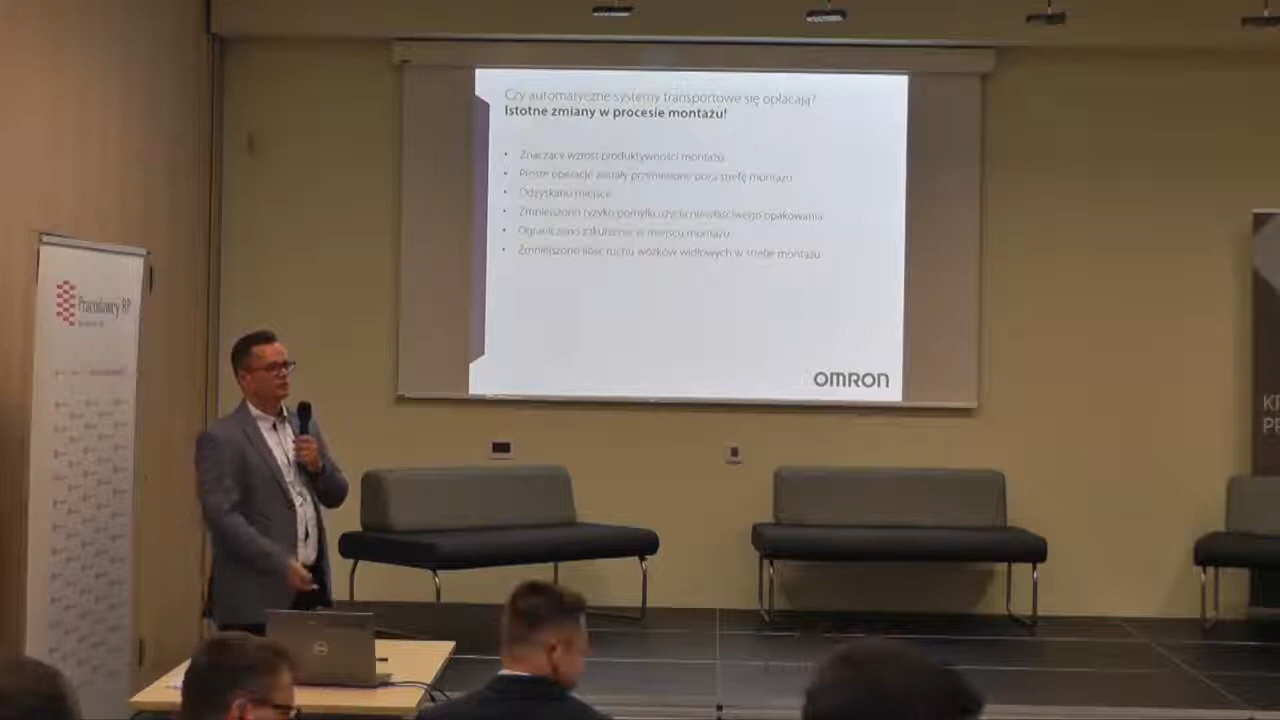 Czy automatyczne systemy transportowe się opłacają?
Istotne zmiany w procesie montażu!
• Znaczący wzrost produktywności montażu
• Proste operacje zostały przeniesione poza strefę montażu
• Odzyskano miejsce
• Zmniejszono ryzyko pomyłki użycia niewłaściwego opakowania
• Ograniczono zakurzenie w miejscu montażu
• Zmniejszono ilość ruchu wózków widłowych w strefie montażu
OMRON
Pracodawcy RP
DELL